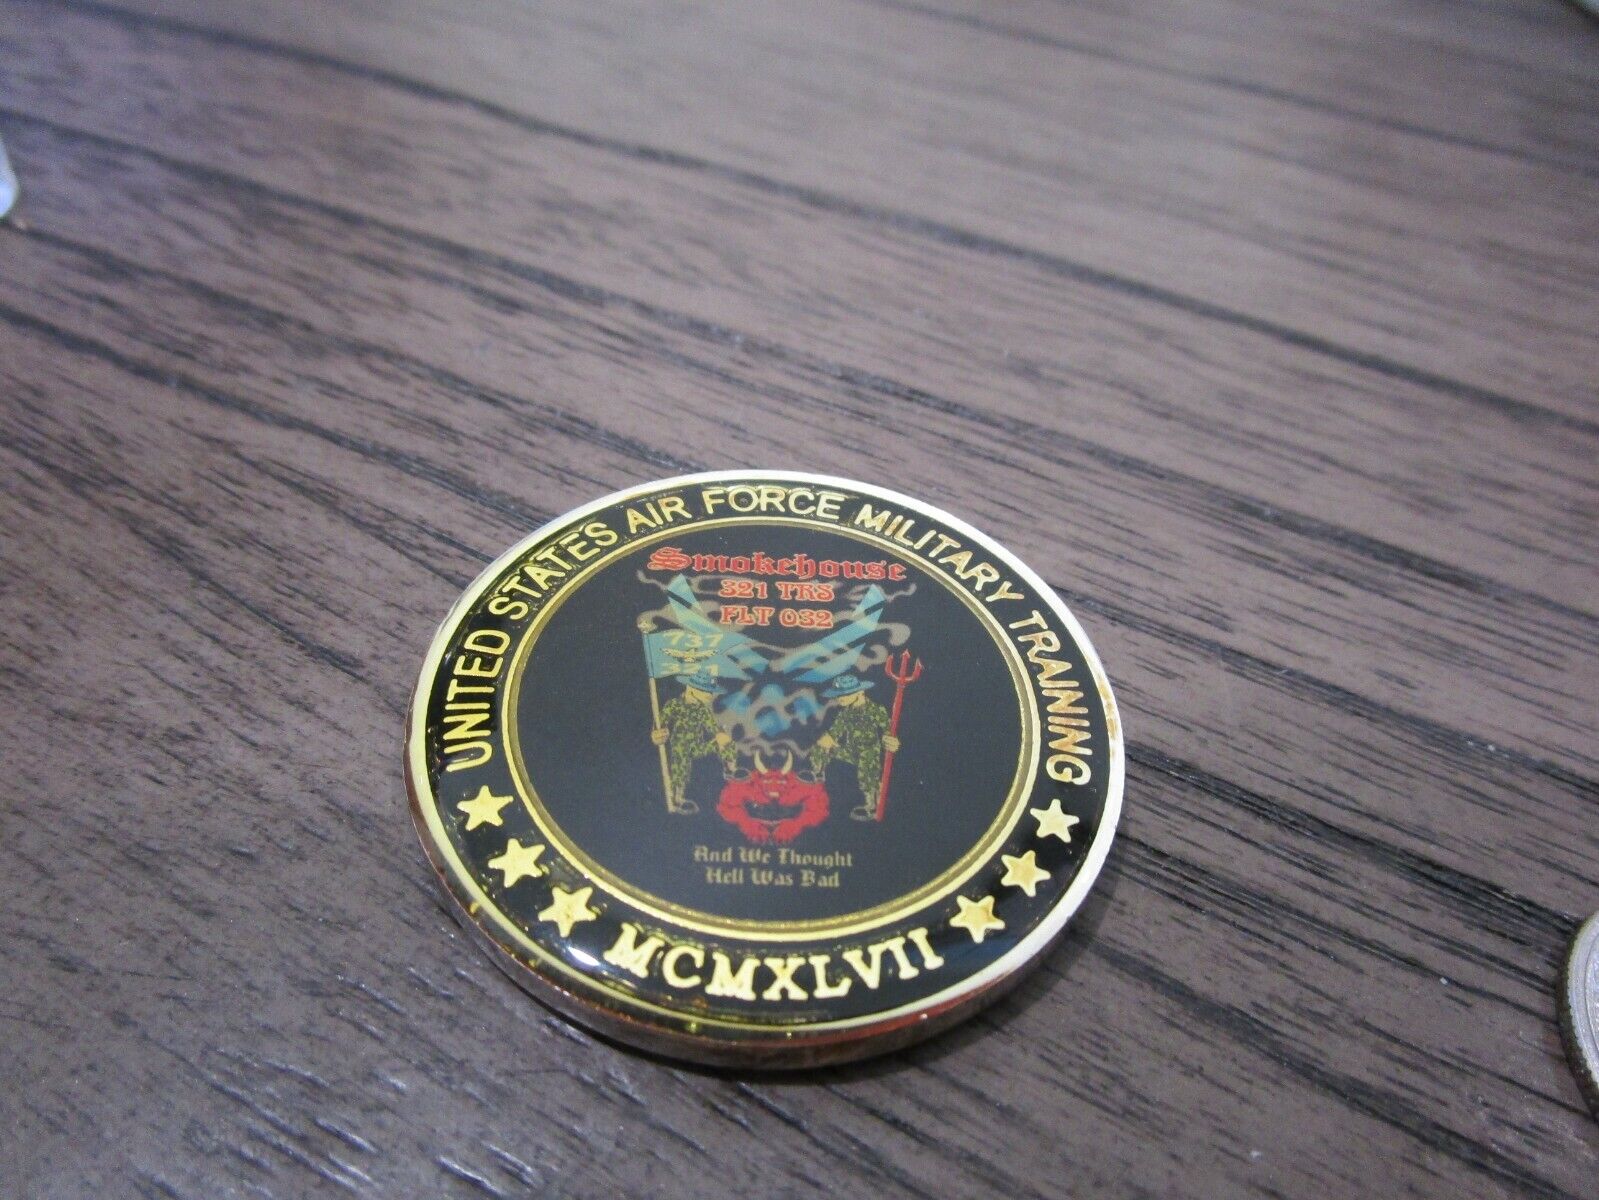 UNITED STATES AIR FORCE MILITARY TRAINING
Smokehouse
321 TRS
FLT 032
737
321
And We Thought
Hell Was Bad
MCMXLVII